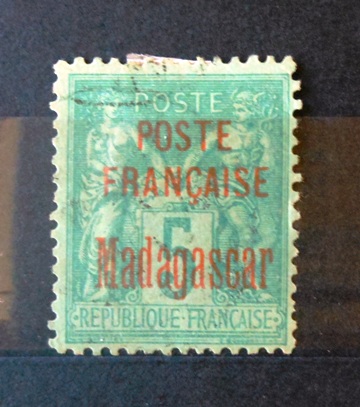 POSTE
POSTE
FRANÇAISE
5
Madagascar
RÉPUBLIQUE·FRANÇAISE